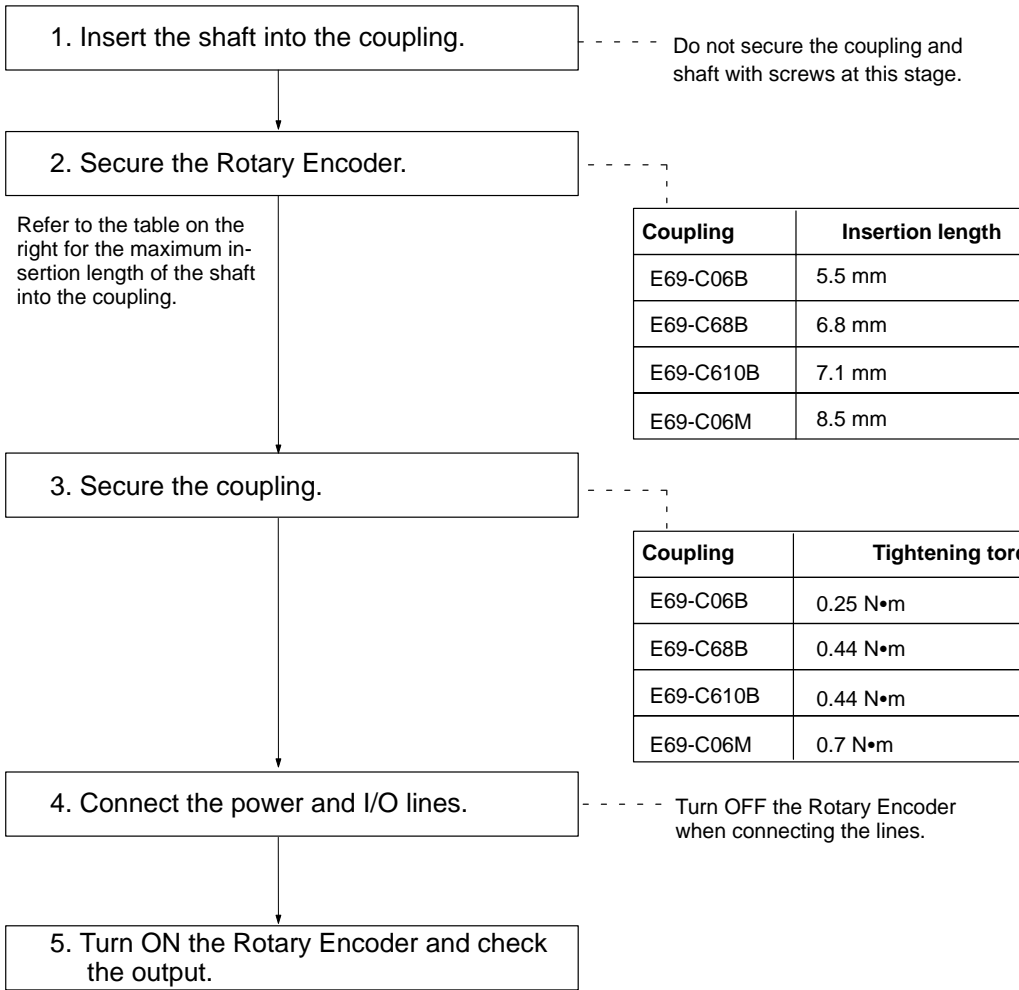 1. Insert the shaft into the coupling.
Do not secure the coupling and
shaft with screws at this stage.
2. Secure the Rotary Encoder.
Refer to the table on the
right for the maximum in-
sertion length of the shaft
into the coupling.
Coupling Insertion length
E69-C06B 5.5 mm
E69-C68B 6.8 mm
E69-C610B 7.1 mm
E69-C06M 8.5 mm
3. Secure the coupling.
Coupling Tightening
E69-C06B 0.25 N•m
E69-C68B 0.44 N•m
E69-C610B 0.44 N•m
E69-C06M 0.7 N•m
4. Connect the power and I/O lines.
Turn OFF the Rotary Encoder
when connecting the lines.
5. Turn ON the Rotary Encoder and check
the output.